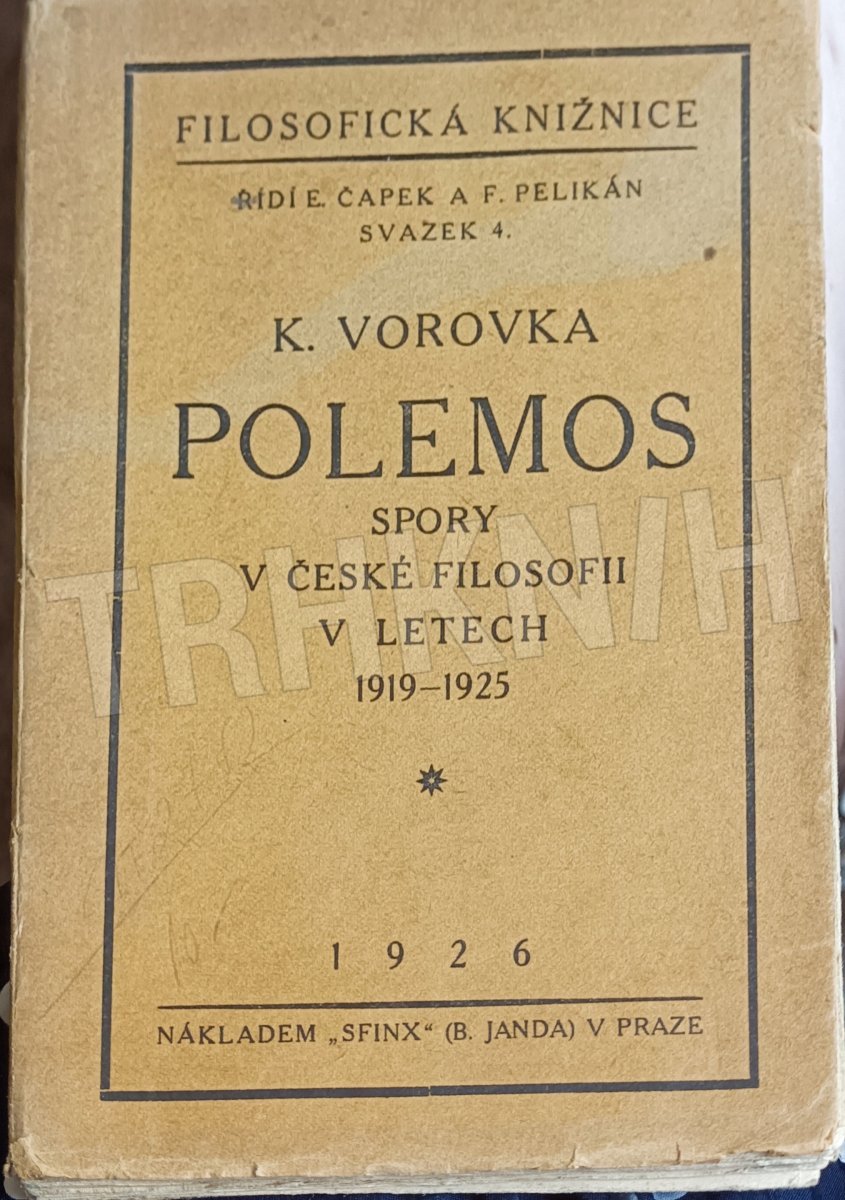 FILOSOFICKÁ KNIŽNICE
ŘÍDÍ E. ČAPEK A F. PELIKÁN
SVAZEK 4.
K. VOROVKA
POLEMOS
SPORY
V ČESKÉ FILOSOFII
V LETECH
1919–1925
TRHKNIH
1926
NÁKLADEM „SFINX“ (B. JANDA) V PRAZE